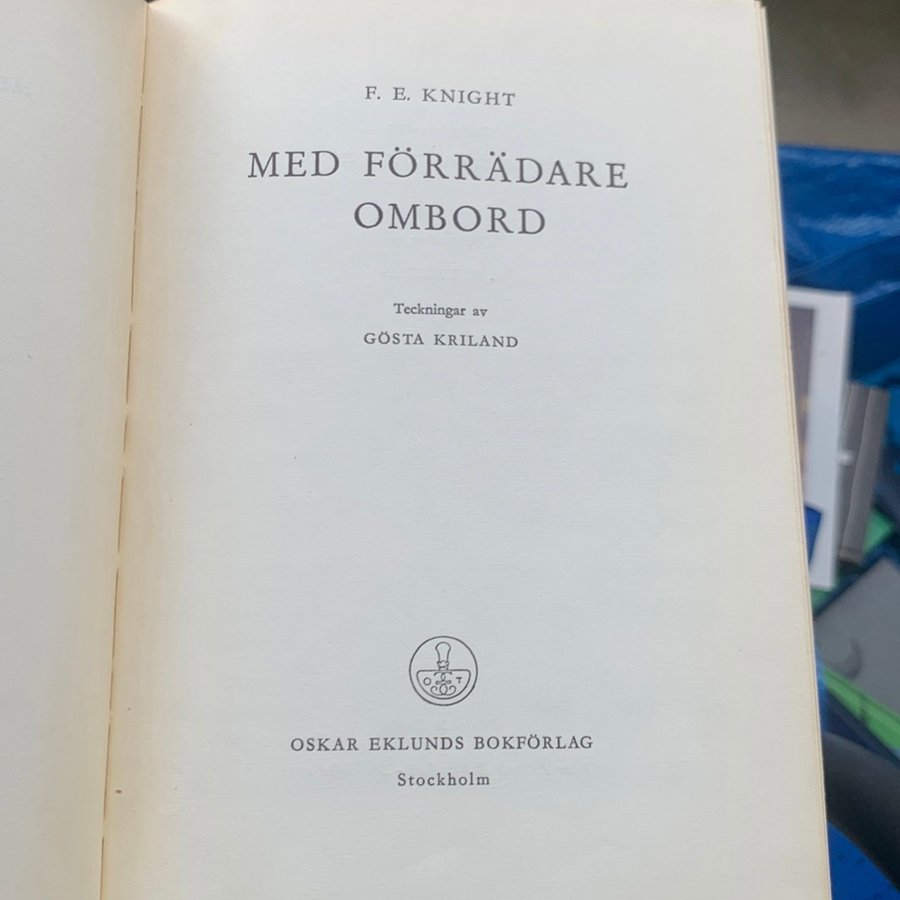 F. E. KNIGHT
MED FÖRRÄDARE
OMBORD
Teckningar av
GÖSTA KRILAND
O T
OSKAR EKLUNDS BOKFÖRLAG
Stockholm